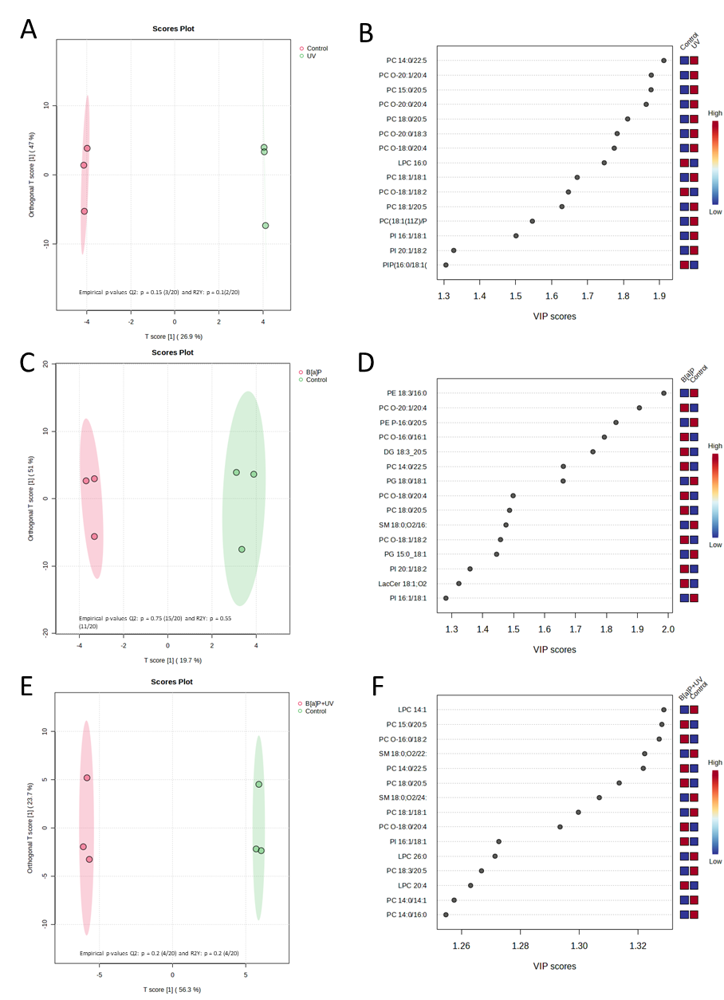 A
Scores Plot
Control
UV
10
0
-10
Orthogonal T score [1] ( 47 %)
Empirical p-values Q2: p = 0.15 (3/20) and R2Y: p = 0.1(2/20)
-4 -2 0 2 4
T score [1] ( 26.9 %)
B
Control
UV
PC 14:0/22:5
PC O-20:1/20:4
PC 15:0/20:5
PC O-20:0/20:4
PC 18:0/20:5
PC O-20:0/18:3
PC O-18:0/20:4
LPC 16:0
PC 18:1/18:1
PC O-18:1/18:2
PC 18:1/20:5
PC(18:1(11Z)/P
PI 16:1/18:1
PI 20:1/18:2
PIP(16:0/18:1(
High
Low
1.3 1.4 1.5 1.6 1.7 1.8 1.9
VIP scores
C
Scores Plot
B[a]P
Control
20
10
0
-10
-20
Orthogonal T score [1] ( 51 %)
Empirical p-values Q2: p = 0.75 (15/20) and R2Y: p = 0.55
(11/20)
-4 -2 0 2 4
T score [1] ( 19.7 %)
D
B[a]P
Control
PE 18:3/16:0
PC O-20:1/20:4
PE P-16:0/20:5
PC O-16:0/16:1
DG 18:3_20:5
PC 14:0/22:5
PG 18:0/18:1
PC O-18:0/20:4
PC 18:0/20:5
SM 18:0;O2/16:
PC O-18:1/18:2
PG 15:0_18:1
PI 20:1/18:2
LacCer 18:1;O2
PI 16:1/18:1
High
Low
1.3 1.4 1.5 1.6 1.7 1.8 1.9 2.0
VIP scores
E
Scores Plot
B[a]P+UV
Control
10
5
0
-5
-10
Orthogonal T score [1] ( 23.7 %)
Empirical p-values Q2: p = 0.2 (4/20) and R2Y: p = 0.2 (4/20)
-5 0 5
T score [1] ( 56.3 %)
F
B[a]P+UV
Control
LPC 14:1
PC 15:0/20:5
PC O-16:0/18:2
SM 18:0;O2/22:
PC 14:0/22:5
PC 18:0/20:5
SM 18:0;O2/24:
PC 18:1/18:1
PC O-18:0/20:4
PI 16:1/18:1
LPC 26:0
PC 18:3/20:5
LPC 20:4
PC 14:0/14:1
PC 14:0/16:0
High
Low
1.26 1.28 1.30 1.32
VIP scores